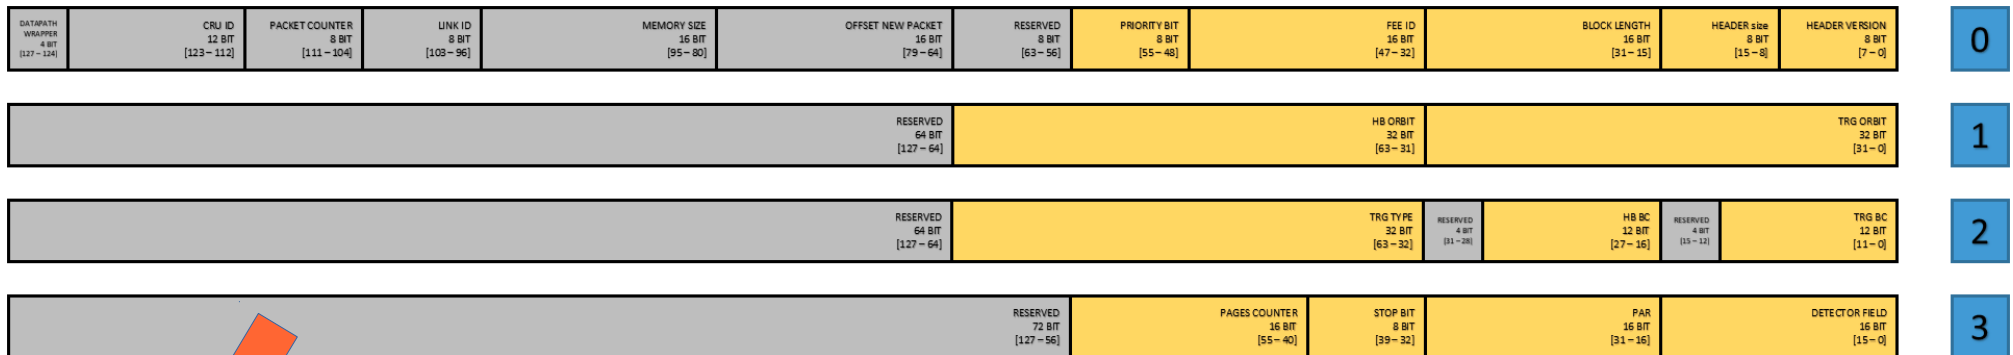 DATAPATH
WRAPPER
4 BIT
[127 – 124]
CRU ID
12 BIT
[123 – 112]
PACKET COUNTER
8 BIT
[111 – 104]
LINK ID
8 BIT
[103 – 96]
MEMORY SIZE
16 BIT
[95 – 80]
OFFSET NEW PACKET
16 BIT
[79 – 64]
RESERVED
8 BIT
[63 – 56]
PRIORITY BIT
8 BIT
[55 – 48]
FEE ID
16 BIT
[47 – 32]
BLOCK LENGTH
16 BIT
[31 – 15]
HEADER size
8 BIT
[15 – 8]
HEADER VERSION
8 BIT
[7 – 0]
0
RESERVED
64 BIT
[127 – 64]
HB ORBIT
32 BIT
[63 – 31]
TRG ORBIT
32 BIT
[31 – 0]
1
RESERVED
64 BIT
[127 – 64]
TRG TYPE
32 BIT
[63 – 32]
RESERVED
4 BIT
[31 – 28]
HB BC
12 BIT
[27 – 16]
RESERVED
4 BIT
[15 – 12]
TRG BC
12 BIT
[11 – 0]
2
RESERVED
72 BIT
[127 – 56]
PAGES COUNTER
16 BIT
[55 – 40]
STOP BIT
8 BIT
[39 – 32]
PAR
16 BIT
[31 – 16]
DETECTOR FIELD
16 BIT
[15 – 0]
3